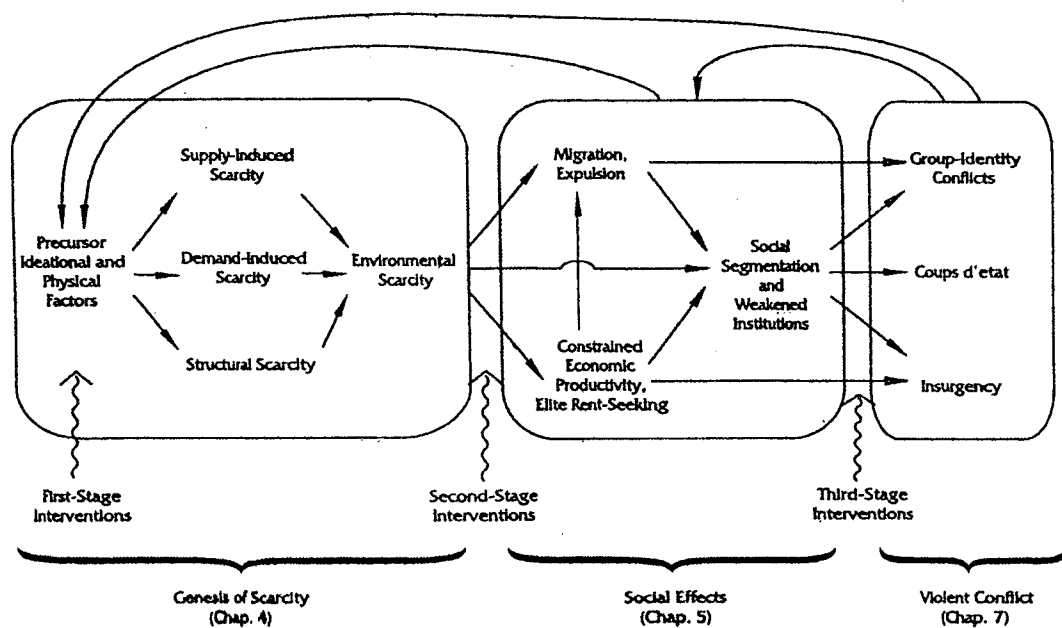 Supply-Induced
Scarcity
Precursor
Ideational and
Physical
Factors
Demand-Induced
Scarcity
Structural Scarcity
Environmental
Scarcity
Migration,
Expulsion
Constrained
Economic
Productivity,
Elite Rent-Seeking
Social
Segmentation
and
Weakened
Institutions
Group-Identity
Conflicts
Coups d'etat
Insurgency
First-Stage
Interventions
Second-Stage
Interventions
Third-Stage
Interventions
Genesis of Scarcity
(Chap. 4)
Social Effects
(Chap. 5)
Violent Conflict
(Chap. 7)